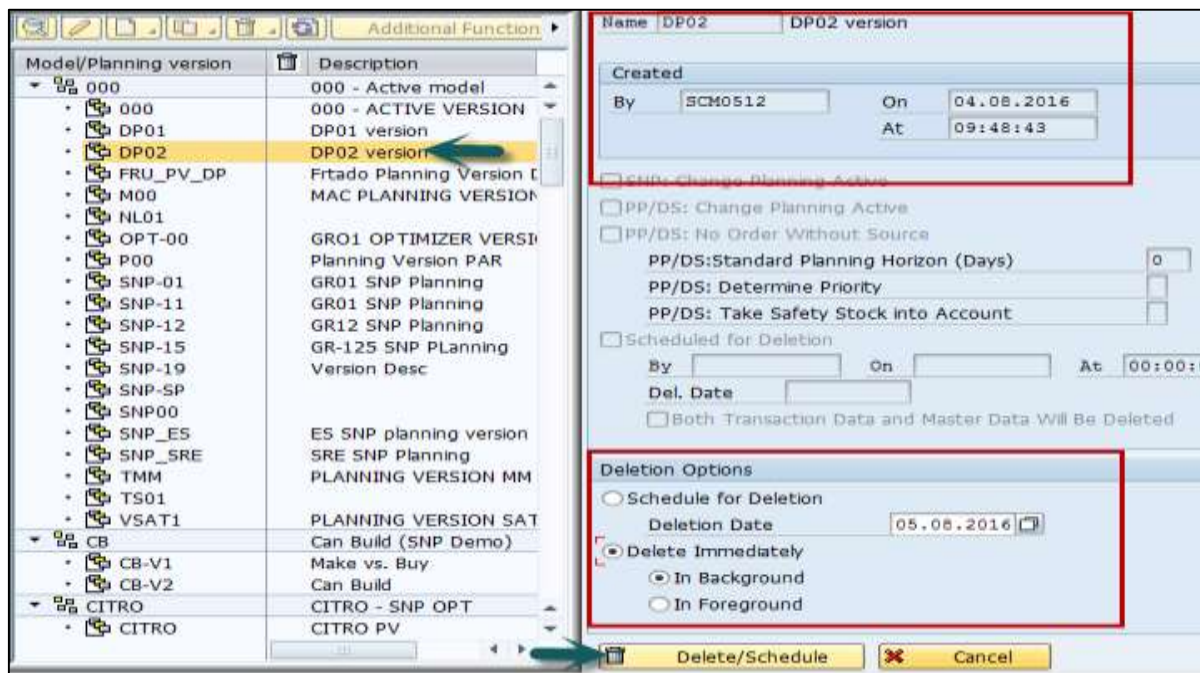 Additional Function
Model/Planning version Description
000 000 - Active model
000 000 - ACTIVE VERSION
DP01 DP01 version
DP02 DP02 version
FRU_PV_DP Frtado Planning Version
M00 MAC PLANNING VERSION
NL01
OPT-00 GRO1 OPTIMIZER VERSI
P00 Planning Version PAR
SNP-01 GR01 SNP Planning
SNP-11 GR01 SNP Planning
SNP-12 GR12 SNP Planning
SNP-15 GR-125 SNP PLanning
SNP-19 Version Desc
SNP-SP
SNP00
SNP_ES ES SNP planning version
SNP_SRE SRE SNP Planning
TMM PLANNING VERSION MM
TS01
VSAT1 PLANNING VERSION SAT
CB Can Build (SNP Demo)
CB-V1 Make vs. Buy
CB-V2 Can Build
CITRO CITRO - SNP OPT
CITRO CITRO PV
Name DP02 DP02 version
Created
By SCM0512 On 04.08.2016
At 09:48:43
SNP: Change Planning Active
PP/DS: Change Planning Active
PP/DS: No Order Without Source
PP/DS:Standard Planning Horizon (Days) 0
PP/DS: Determine Priority
PP/DS: Take Safety Stock into Account
Scheduled for Deletion
By On At 00:00:
Del. Date
Both Transaction Data and Master Data Will Be Deleted
Deletion Options
Schedule for Deletion
Deletion Date 05.08.2016
Delete Immediately
In Background
In Foreground
Delete/Schedule Cancel